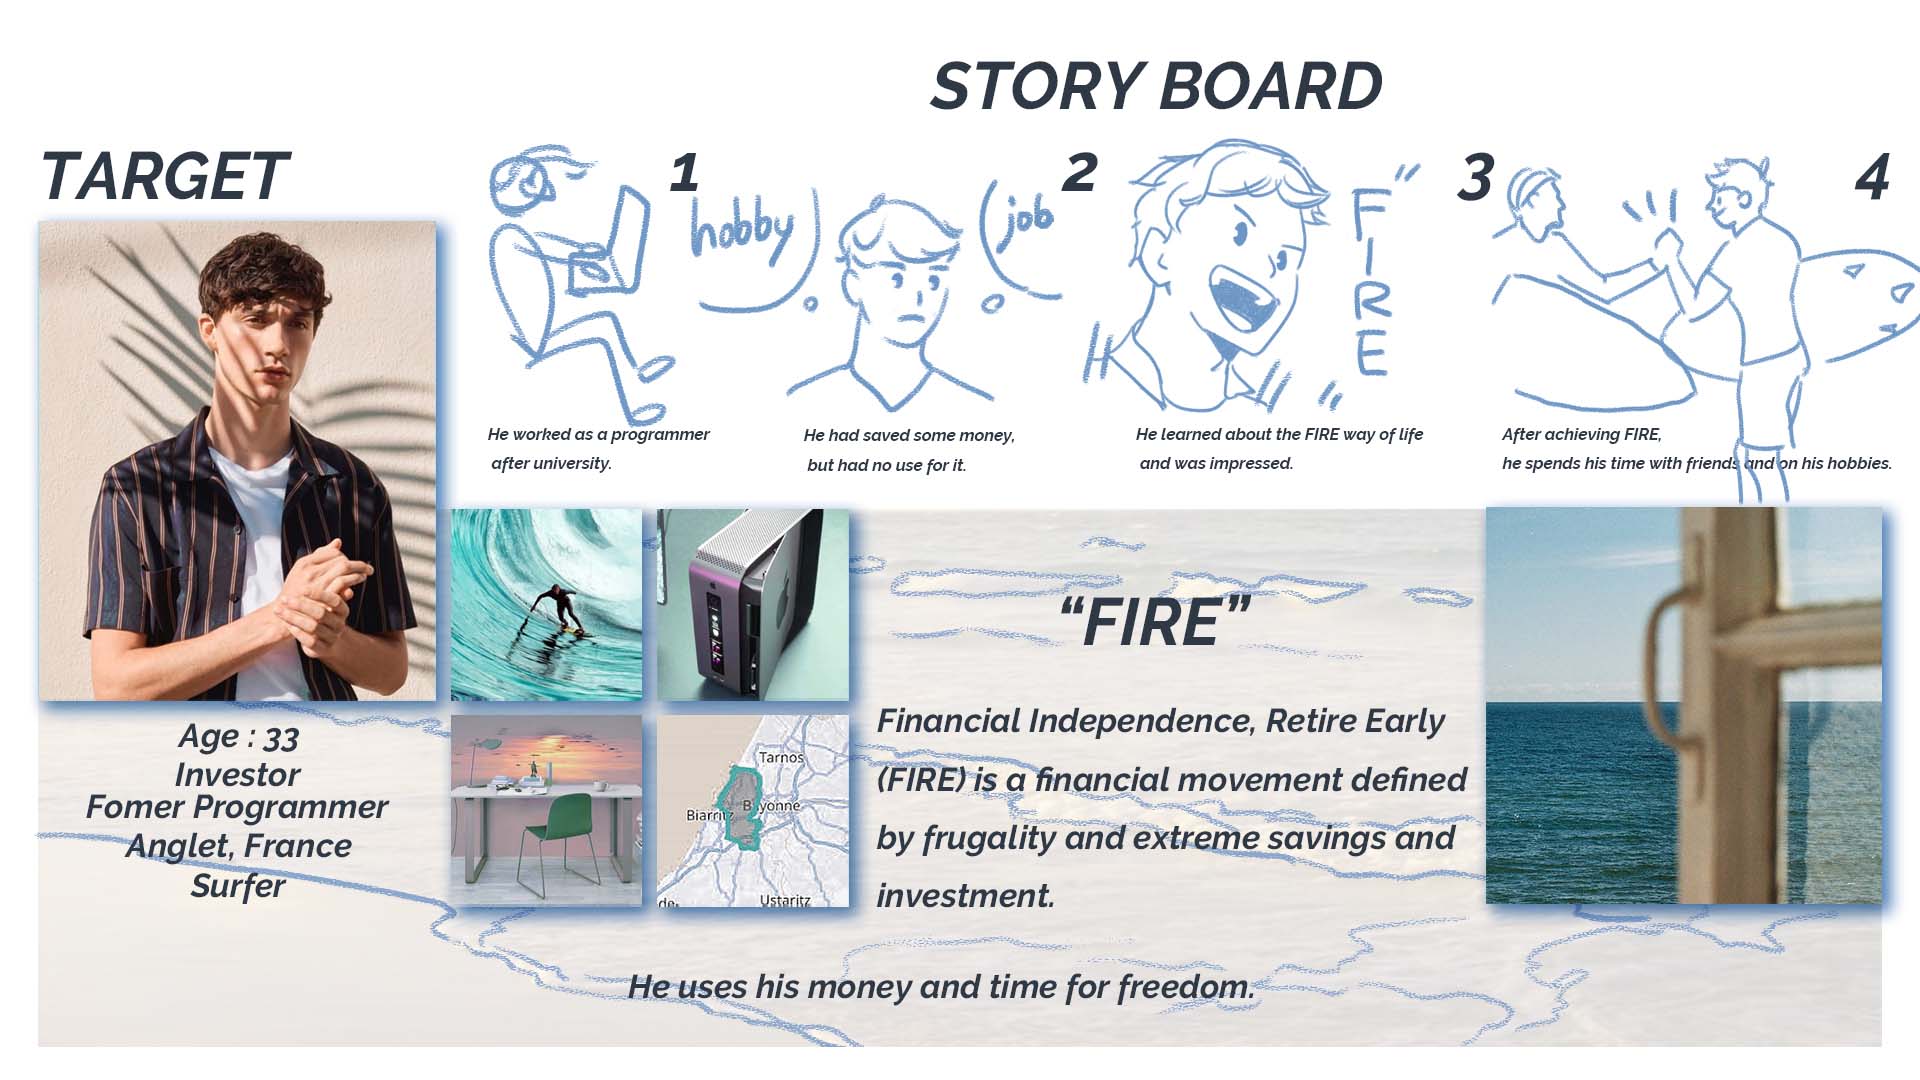 STORY BOARD
TARGET
1
2
3
4
hobby
job
F
I
R
E
He worked as a programmer
after university.
He had saved some money,
but had no use for it.
He learned about the FIRE way of life
and was impressed.
After achieving FIRE,
he spends his time with friends and on his hobbies.
Age : 33
Investor
Fomer Programmer
Anglet, France
Surfer
Tarnos
Bayonne
Biarritz
Ustaritz
de-
“FIRE”
Financial Independence, Retire Early
(FIRE) is a financial movement defined
by frugality and extreme savings and
investment.
He uses his money and time for freedom.